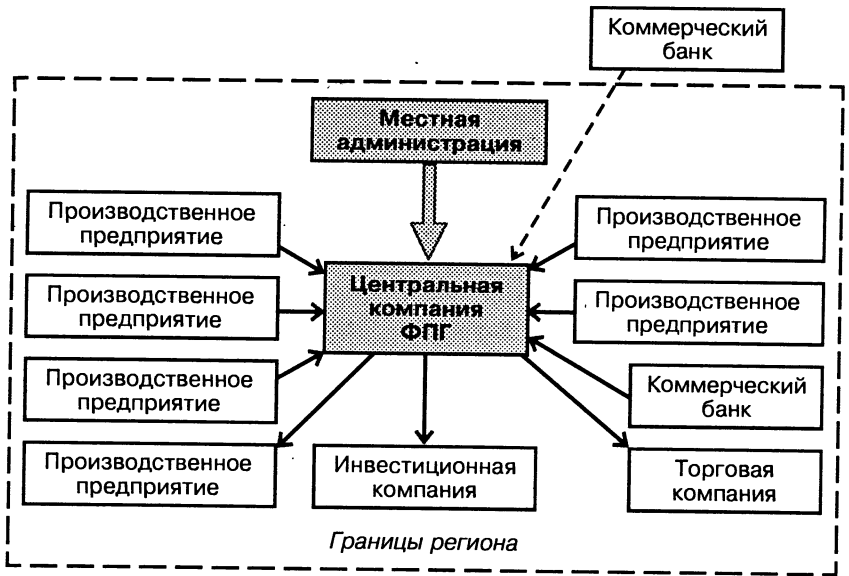 Коммерческий
банк
Местная
администрация
Производственное
предприятие
Производственное
предприятие
Центральная
компания
ФПГ
Производственное
предприятие
Производственное
предприятие
Производственное
предприятие
Коммерческий
банк
Производственное
предприятие
Инвестиционная
компания
Торговая
компания
Границы региона